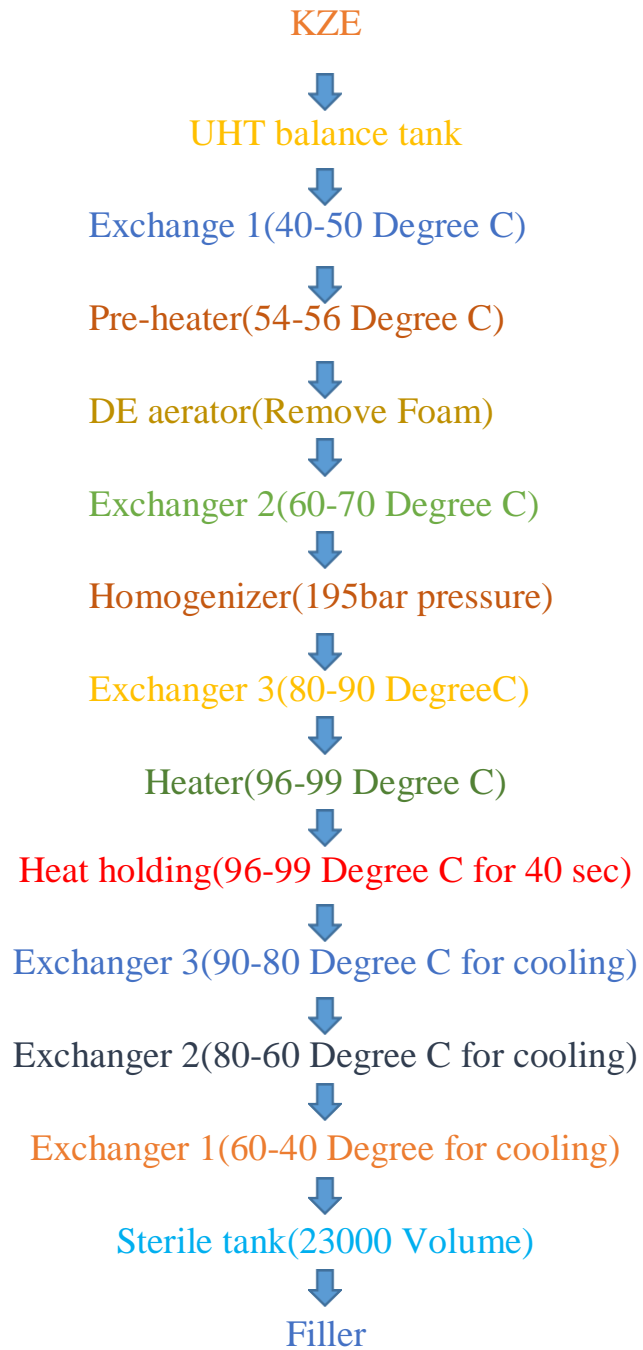 KZE
UHT balance tank
Exchange 1(40-50 Degree C)
Pre-heater(54-56 Degree C)
DE aerator(Remove Foam)
Exchanger 2(60-70 Degree C)
Homogenizer(195bar pressure)
Exchanger 3(80-90 DegreeC)
Heater(96-99 Degree C)
Heat holding(96-99 Degree C for 40 sec)
Exchanger 3(90-80 Degree C for cooling)
Exchanger 2(80-60 Degree C for cooling)
Exchanger 1(60-40 Degree for cooling)
Sterile tank(23000 Volume)
Filler